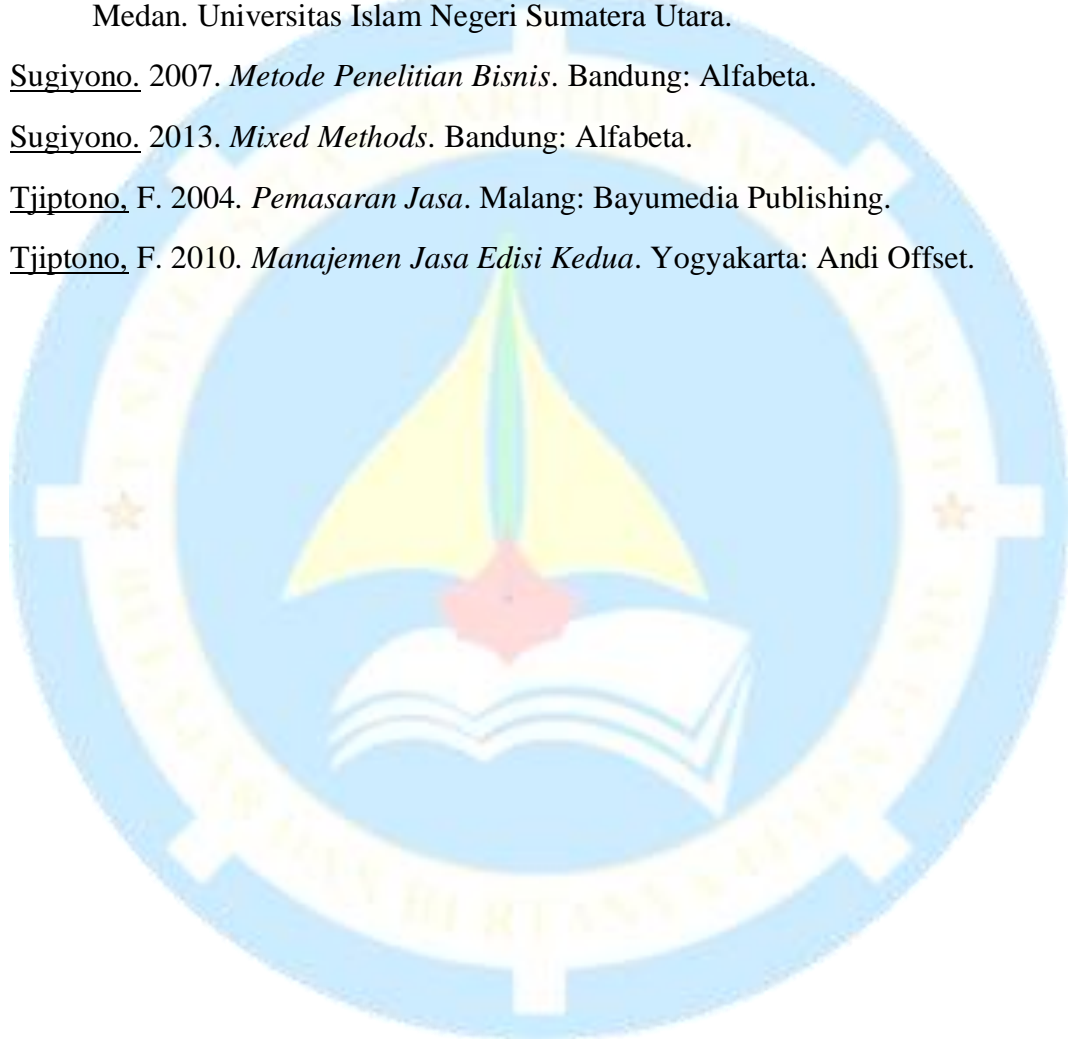 Medan. Universitas Islam Negeri Sumatera Utara.
Sugiyono. 2007. Metode Penelitian Bisnis. Bandung: Alfabeta.
Sugiyono. 2013. Mixed Methods. Bandung: Alfabeta.
Tjiptono, F. 2004. Pemasaran Jasa. Malang: Bayumedia Publishing.
Tjiptono, F. 2010. Manajemen Jasa Edisi Kedua. Yogyakarta: Andi Offset.